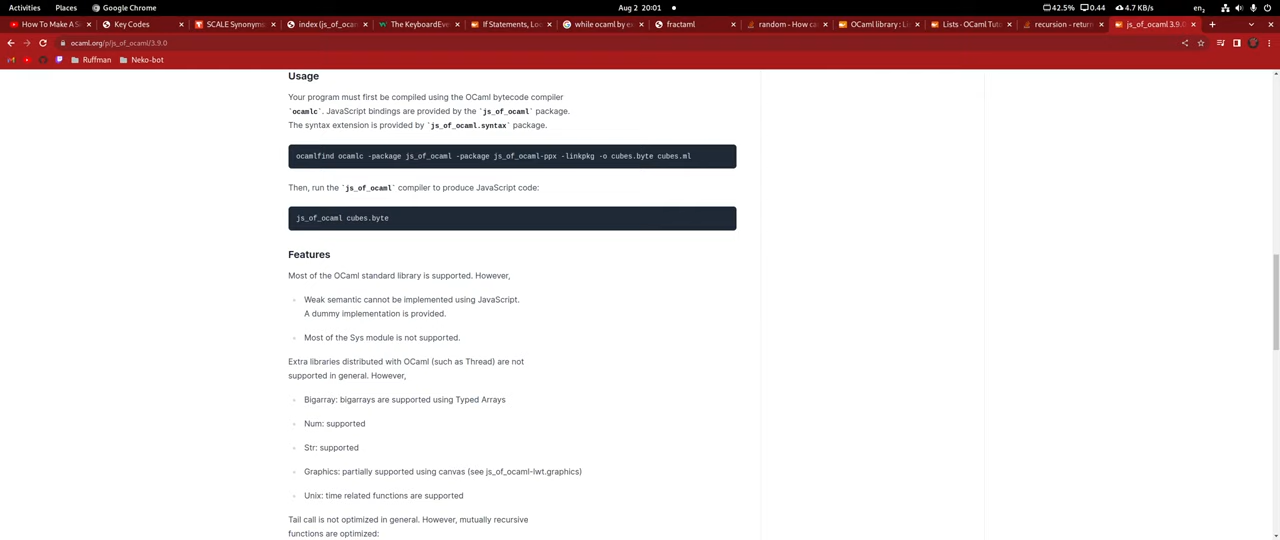 Activities Places Google Chrome Aug 2 20:01 42.5% 0.44 4.7 KB/s en₂
How To Make A S Key Codes SCALE Synonyms index (js_of_ocam The KeyboardEve If Statements, Loo while ocaml by ex fractaml random - How ca OCaml library : Li Lists - OCaml Tuto recursion - return js_of_ocaml 3.9.0
ocaml.org/p/js_of_ocaml/3.9.0
Ruffman Neko-bot
Usage
Your program must first be compiled using the OCaml bytecode compiler
`ocamlc`. JavaScript bindings are provided by the `js_of_ocaml` package.
The syntax extension is provided by `js_of_ocaml.syntax` package.
ocamlfind ocamlc -package js_of_ocaml -package js_of_ocaml-ppx -linkpkg -o cubes.byte cubes.ml
Then, run the `js_of_ocaml` compiler to produce JavaScript code:
js_of_ocaml cubes.byte
Features
Most of the OCaml standard library is supported. However,
Weak semantic cannot be implemented using JavaScript.
A dummy implementation is provided.
Most of the Sys module is not supported.
Extra libraries distributed with OCaml (such as Thread) are not
supported in general. However,
Bigarray: bigarrays are supported using Typed Arrays
Num: supported
Str: supported
Graphics: partially supported using canvas (see js_of_ocaml-lwt.graphics)
Unix: time related functions are supported
Tail call is not optimized in general. However, mutually recursive
functions are optimized: